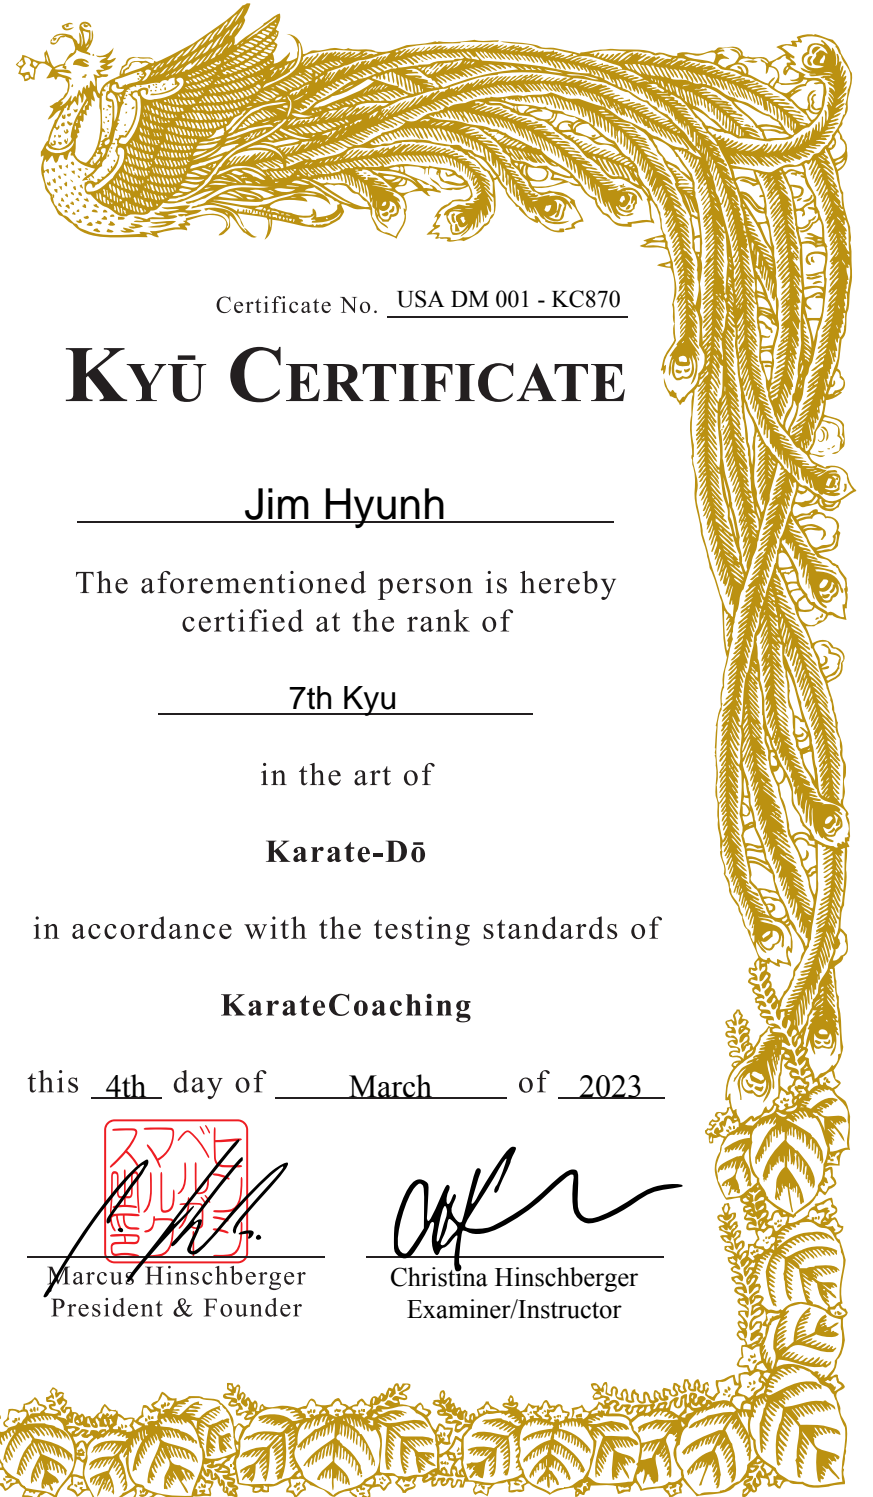 Certificate No. USA DM 001 - KC870
KYŪ CERTIFICATE
Jim Hyunh
The aforementioned person is hereby
certified at the rank of
7th Kyu
in the art of
Karate-Dō
in accordance with the testing standards of
KarateCoaching
this 4th day of March of 2023
Marcus Hinschberger
President & Founder
Christina Hinschberger
Examiner/Instructor